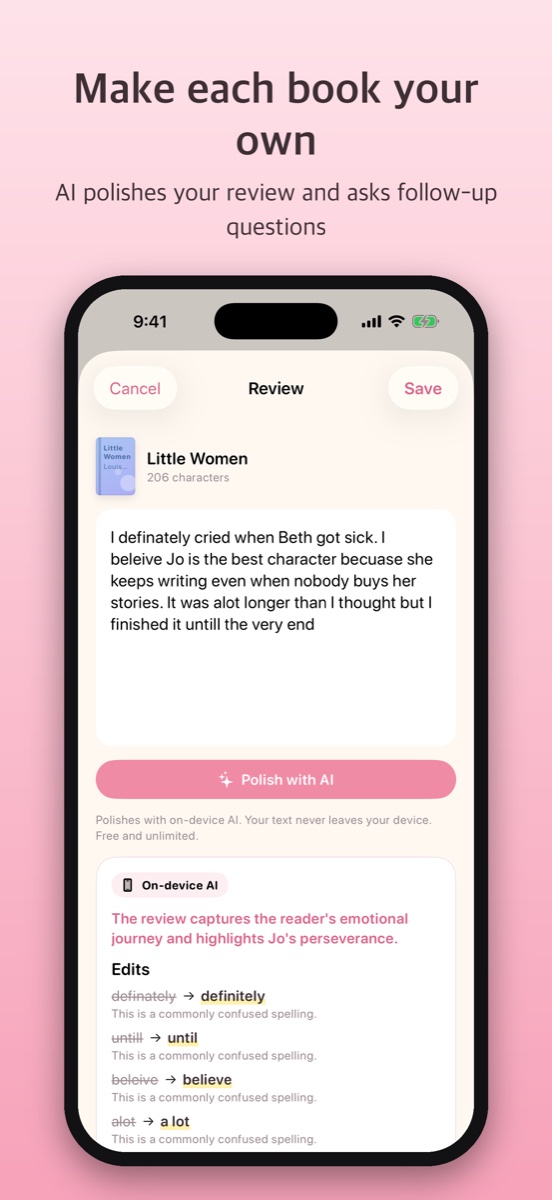 Make each book your
own
AI polishes your review and asks follow-up
questions
9:41
Cancel
Review
Save
Little
Women
Louis...
Little Women
206 characters
I definately cried when Beth got sick. I
beleive Jo is the best character becuase she
keeps writing even when nobody buys her
stories. It was alot longer than I thought but I
finished it untill the very end
Polish with AI
Polishes with on-device AI. Your text never leaves your device.
Free and unlimited.
On-device AI
The review captures the reader's emotional
journey and highlights Jo's perseverance.
Edits
definately → definitely
This is a commonly confused spelling.
untill → until
This is a commonly confused spelling.
beleive → believe
This is a commonly confused spelling.
alot → a lot
This is a commonly confused spelling.